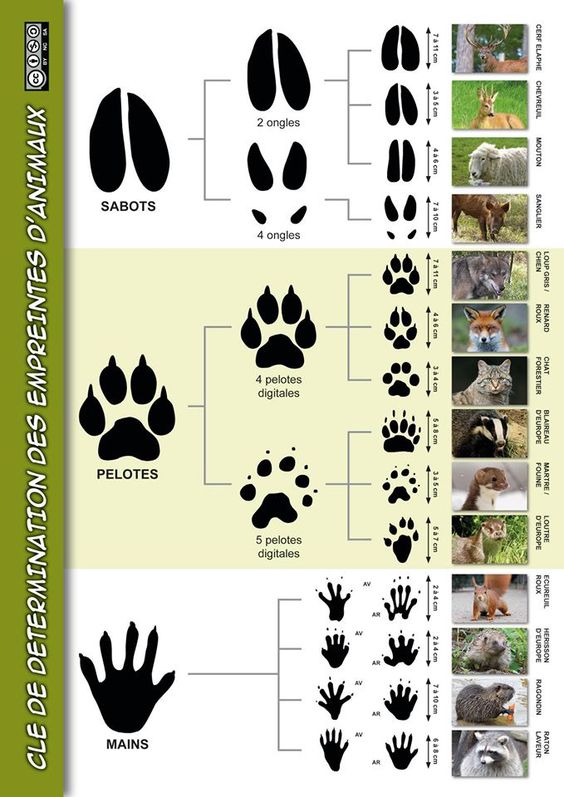 CLE DE DETERMINATION DES EMPREINTES D'ANIMAUX
cc
BY NC SA
SABOTS
2 ongles
4 ongles
7 à 11 cm
CERF ELAPHE
3 à 5 cm
CHEVREUIL
4 à 6 cm
MOUTON
7 à 10 cm
SANGLIER
PELOTES
4 pelotes
digitales
5 pelotes
digitales
7 à 11 cm
LOUP GRIS /
CHIEN
4 à 6 cm
RENARD
ROUX
3 à 4 cm
CHAT
FORESTIER
5 à 8 cm
BLAIREAU
D'EUROPE
3 à 5 cm
MARTRE /
FOUINE
5 à 7 cm
LOUTRE
D'EUROPE
MAINS
AV
AR
2 à 4 cm
ECUREUIL
ROUX
AV
AR
2 à 4 cm
HERISSON
D'EUROPE
AV
AR
7 à 10 cm
RAGONDIN
AV
AR
6 à 8 cm
RATON
LAVEUR